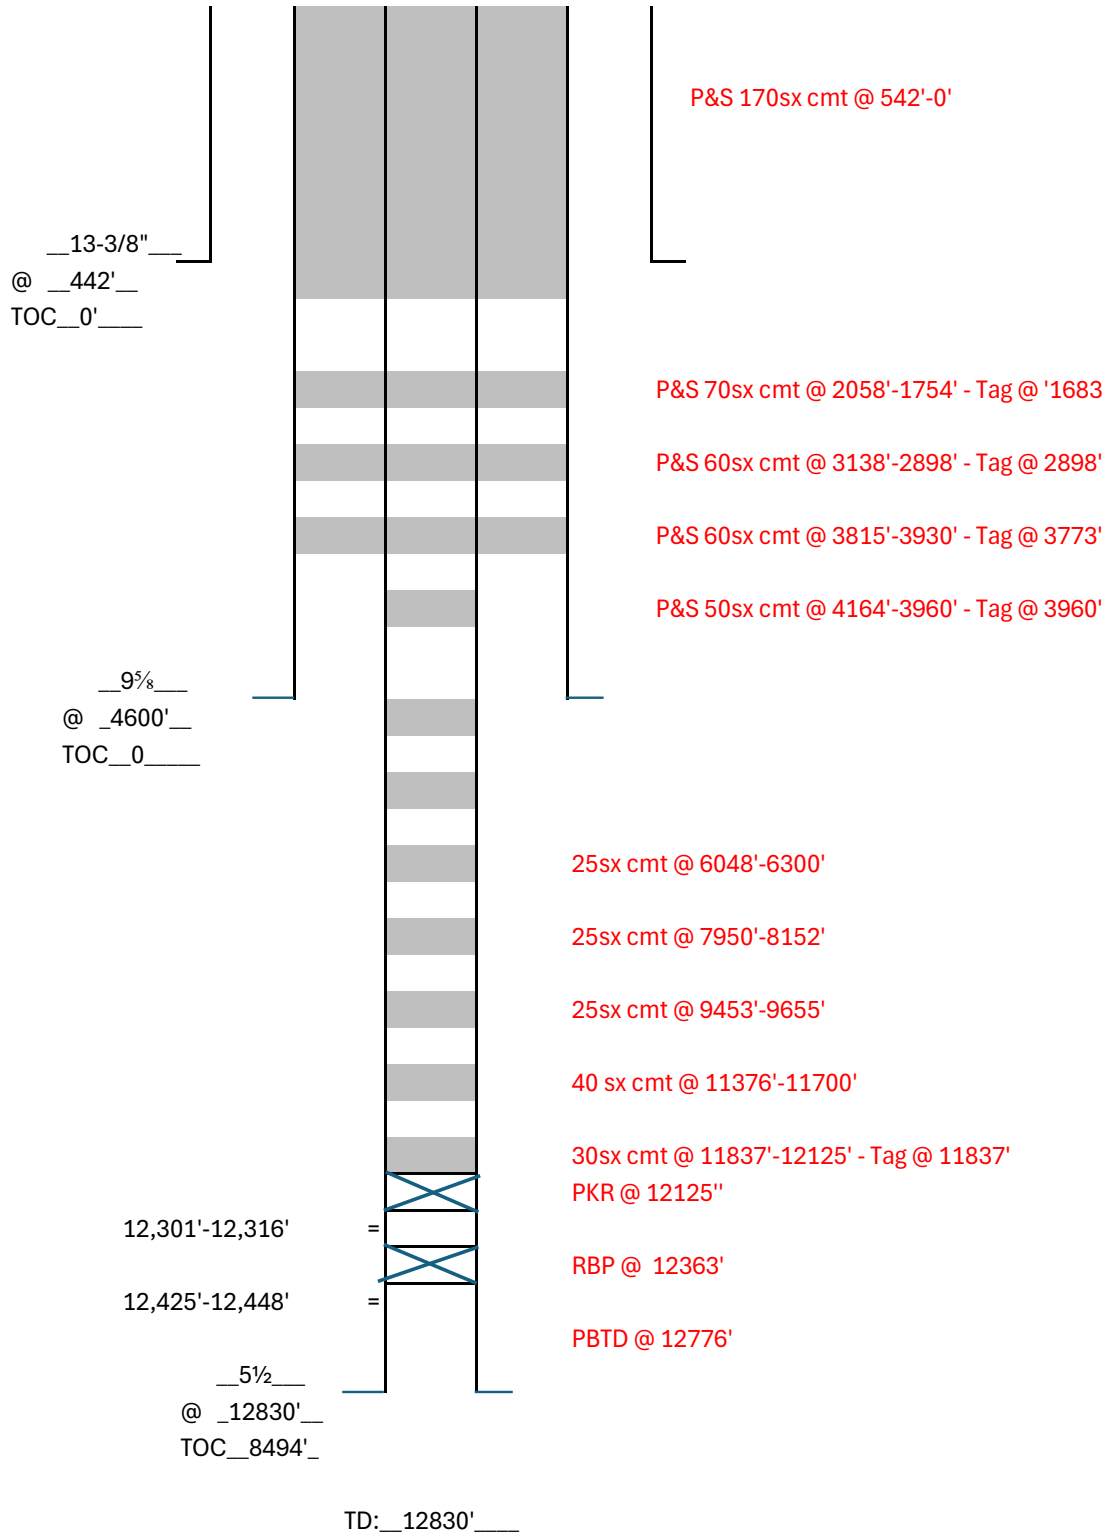 P&S 170sx cmt @ 542'-0'
__13-3/8"___
@ __442'__
TOC__0'____
P&S 70sx cmt @ 2058'-1754' - Tag @ '1683
P&S 60sx cmt @ 3138'-2898' - Tag @ 2898'
P&S 60sx cmt @ 3815'-3930' - Tag @ 3773'
P&S 50sx cmt @ 4164'-3960' - Tag @ 3960'
__9⅝___
@ _4600'__
TOC__0_____
25sx cmt @ 6048'-6300'
25sx cmt @ 7950'-8152'
25sx cmt @ 9453'-9655'
40 sx cmt @ 11376'-11700'
30sx cmt @ 11837'-12125' - Tag @ 11837'
PKR @ 12125''
12,301'-12,316' =
RBP @ 12363'
12,425'-12,448' =
PBTD @ 12776'
__5½___
@ _12830'__
TOC__8494'_
TD:__12830'____